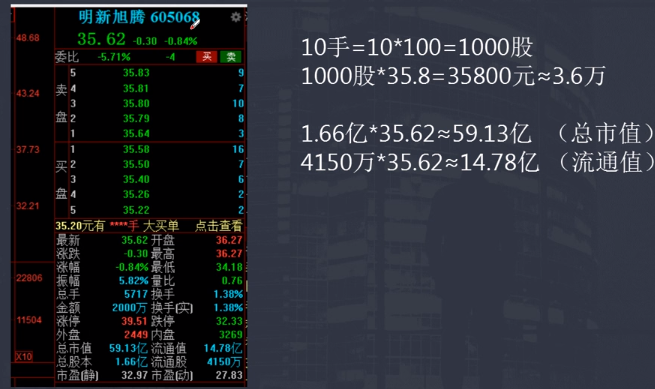 明新旭腾 605068
35.62 -0.30 -0.84%
委比 -5.71% -4 买 卖
卖盘
5 35.83 9
4 35.81 7
3 35.80 10
2 35.79 8
1 35.64 3
买盘
1 35.58 16
2 35.50 7
3 35.40 6
4 35.26 2
5 35.22 2
35.20元有 ****手 大买单 点击查看
最新 35.62 开盘 36.27
涨跌 -0.30 最高 36.27
涨幅 -0.84% 最低 34.18
振幅 5.82% 量比 0.76
总手 5717 换手 1.38%
金额 2000万 换手(实) 1.38%
涨停 39.51 跌停 32.33
外盘 2449 内盘 3269
总市值 59.13亿 流通值 14.78亿
总股本 1.66亿 流通股 4150万
市盈(静) 32.97 市盈(动) 27.83
48.68
43.24
37.73
32.21
22806
11504
X10
10手=10*100=1000股
1000股*35.8=35800元≈3.6万
1.66亿*35.62≈59.13亿 （总市值）
4150万*35.62≈14.78亿 （流通值）